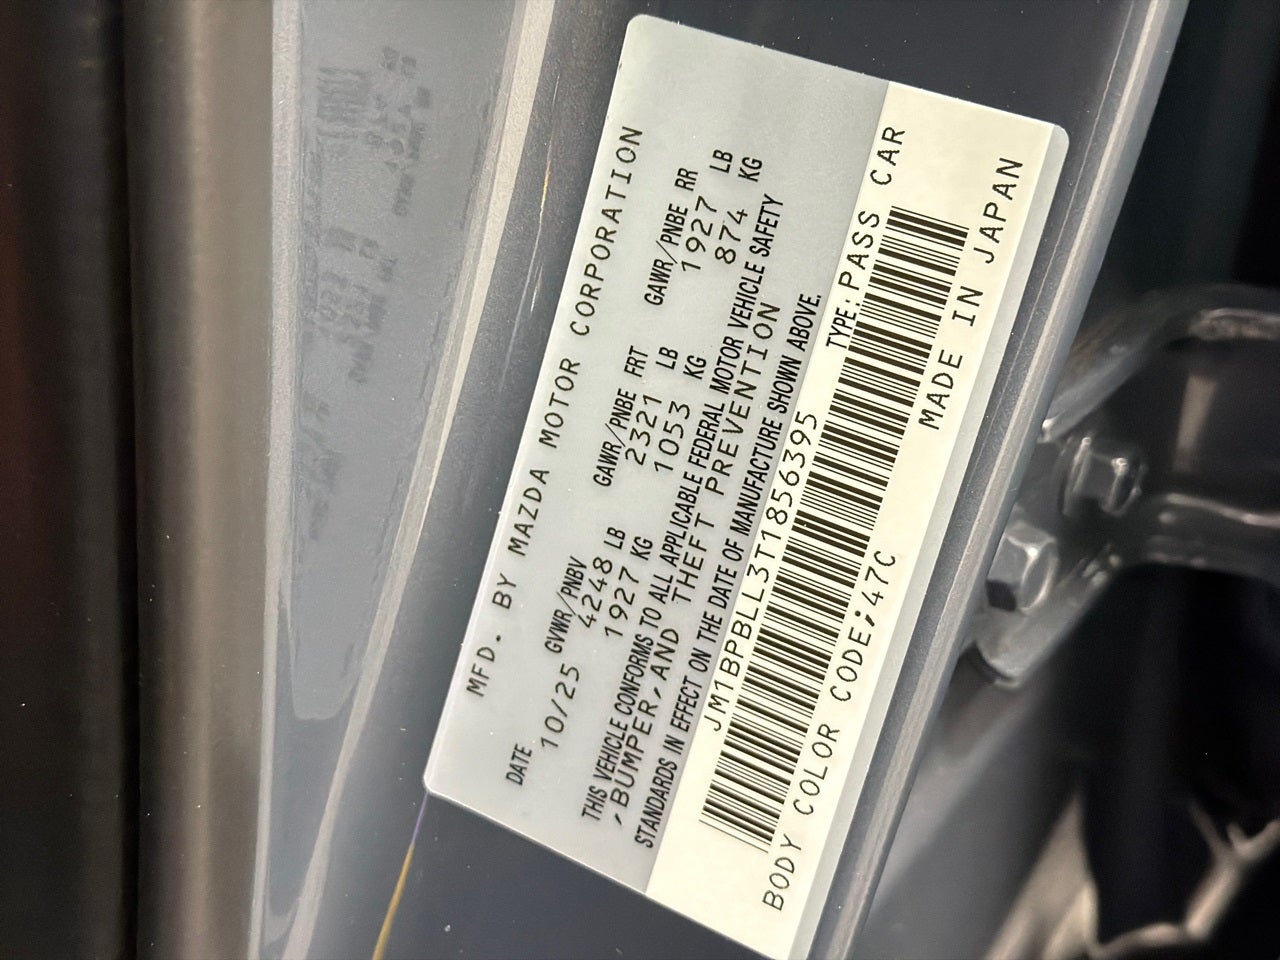 MFD. BY MAZDA MOTOR CORPORATION
DATE GVWR/PNBV GAWR/PNBE FRT GAWR/PNBE RR
10/25 4248 LB 2321 LB 1927 LB
1927 KG 1053 KG 874 KG
THIS VEHICLE CONFORMS TO ALL APPLICABLE FEDERAL MOTOR VEHICLE SAFETY
, BUMPER, AND THEFT PREVENTION
STANDARDS IN EFFECT ON THE DATE OF MANUFACTURE SHOWN ABOVE.
JM1BPBLL3T1856395 TYPE: PASS CAR
BODY COLOR CODE;47C MADE IN JAPAN